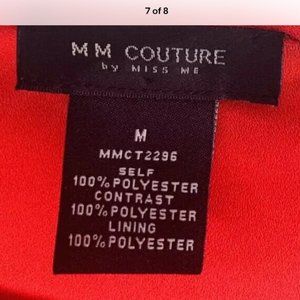 7 of 8
MM COUTURE
by MISS ME
M
MMCT2296
SELF
100% POLYESTER
CONTRAST
100% POLYESTER
LINING
100% POLYESTER